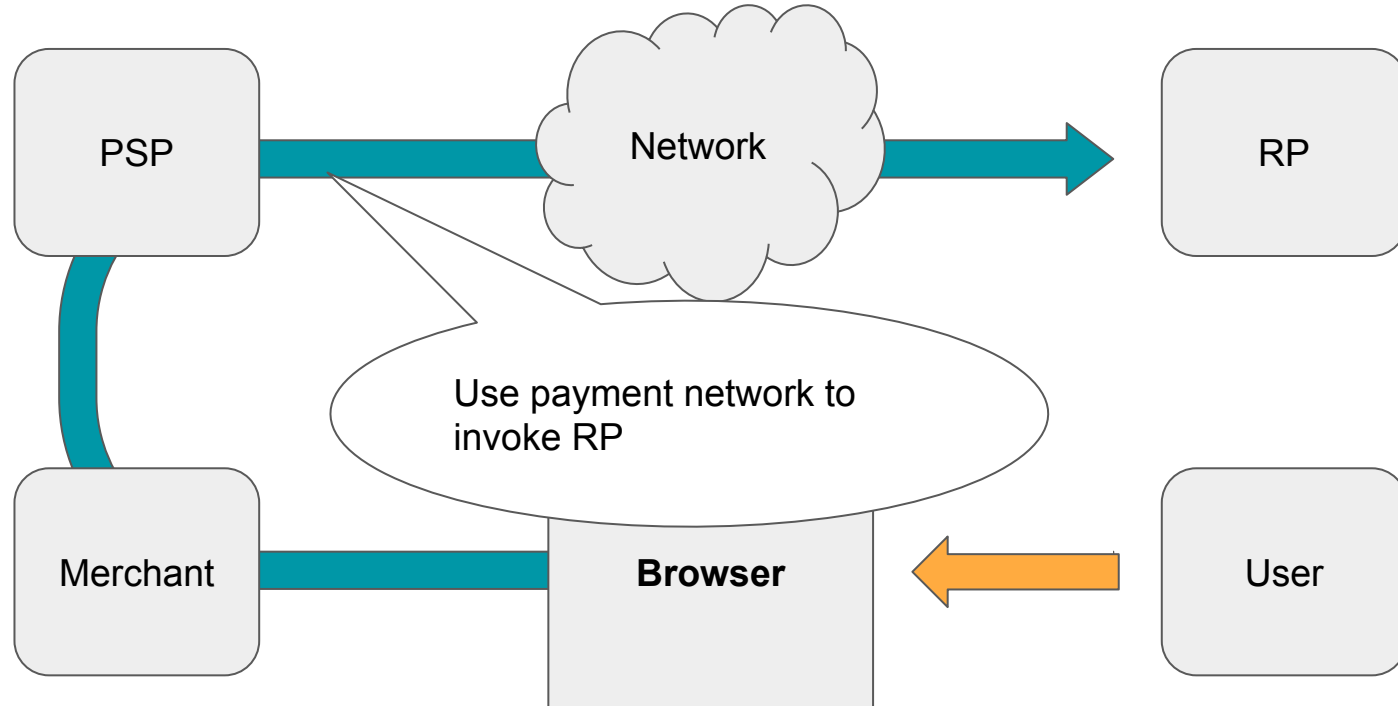 PSP
Network
RP
Use payment network to
invoke RP
Merchant
Browser
User